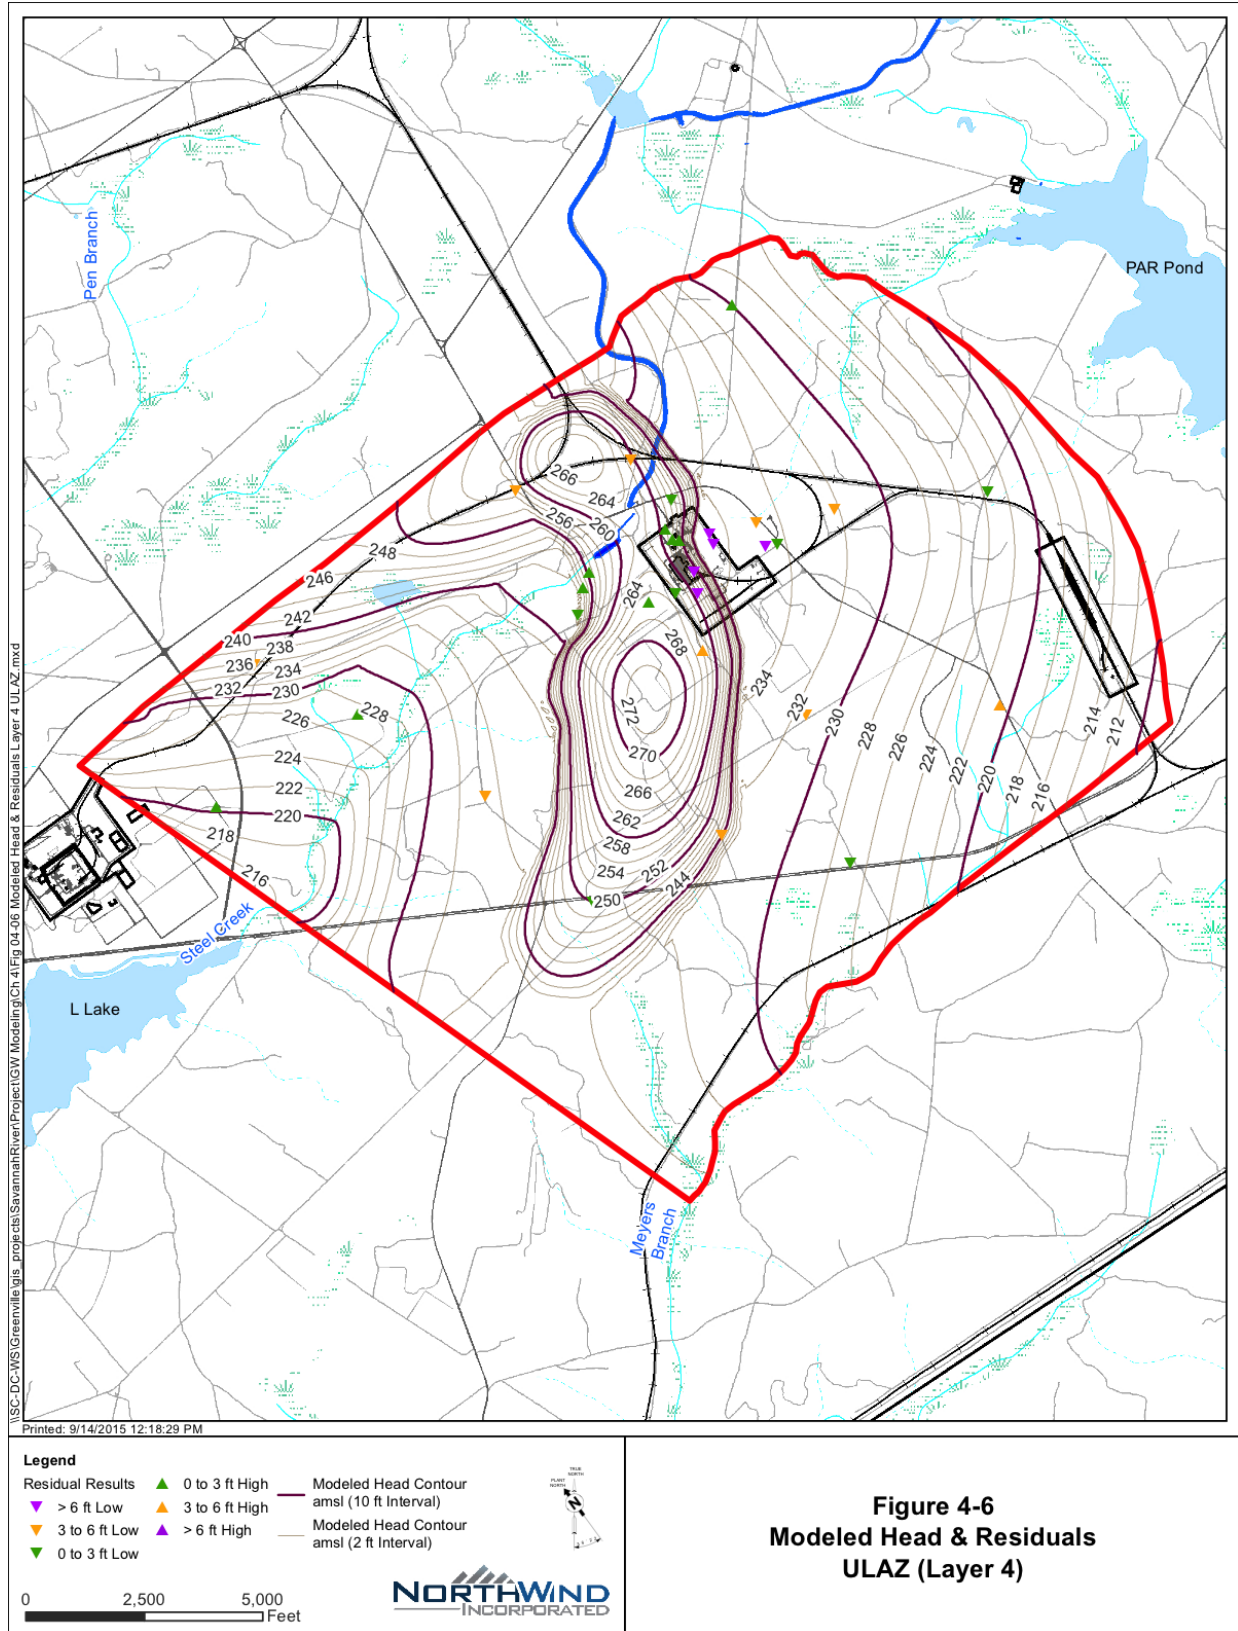 Pen Branch
PAR Pond
266
264
256
260
248
246
242
240
238
236
234
232
230
226
228
224
222
220
218
216
264
268
272
270
266
262
258
254
252
250
244
234
232
230
228
226
224
222
220
218
216
214
212
Steel Creek
L Lake
Meyers
Branch
\\SC-DC-WS\Greenville\gis_projects\SavannahRiver\Project\GW Modeling\Ch 4\Fig 04-06 Modeled Head & Residuals Layer 4 ULAZ.mxd
Printed: 9/14/2015 12:18:29 PM
Legend
Residual Results
> 6 ft Low
3 to 6 ft Low
0 to 3 ft Low
0 to 3 ft High
3 to 6 ft High
> 6 ft High
Modeled Head Contour
amsl (10 ft Interval)
Modeled Head Contour
amsl (2 ft Interval)
TRUE
NORTH
PLANT
NORTH
N
0 2,500 5,000
Feet
NORTHWIND
INCORPORATED
Figure 4-6
Modeled Head & Residuals
ULAZ (Layer 4)